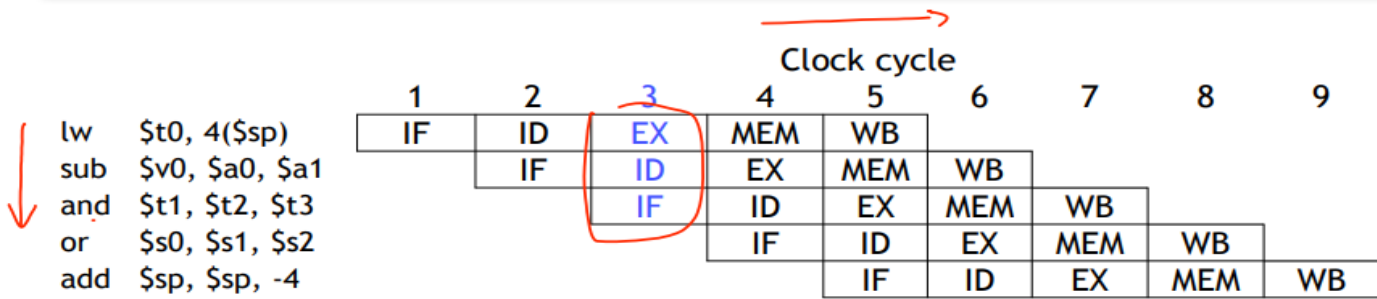 Clock cycle
1 2 3 4 5 6 7 8 9
lw $t0, 4($sp) IF ID EX MEM WB
sub $v0, $a0, $a1 IF ID EX MEM WB
and $t1, $t2, $t3 IF ID EX MEM WB
or $s0, $s1, $s2 IF ID EX MEM WB
add $sp, $sp, -4 IF ID EX MEM WB